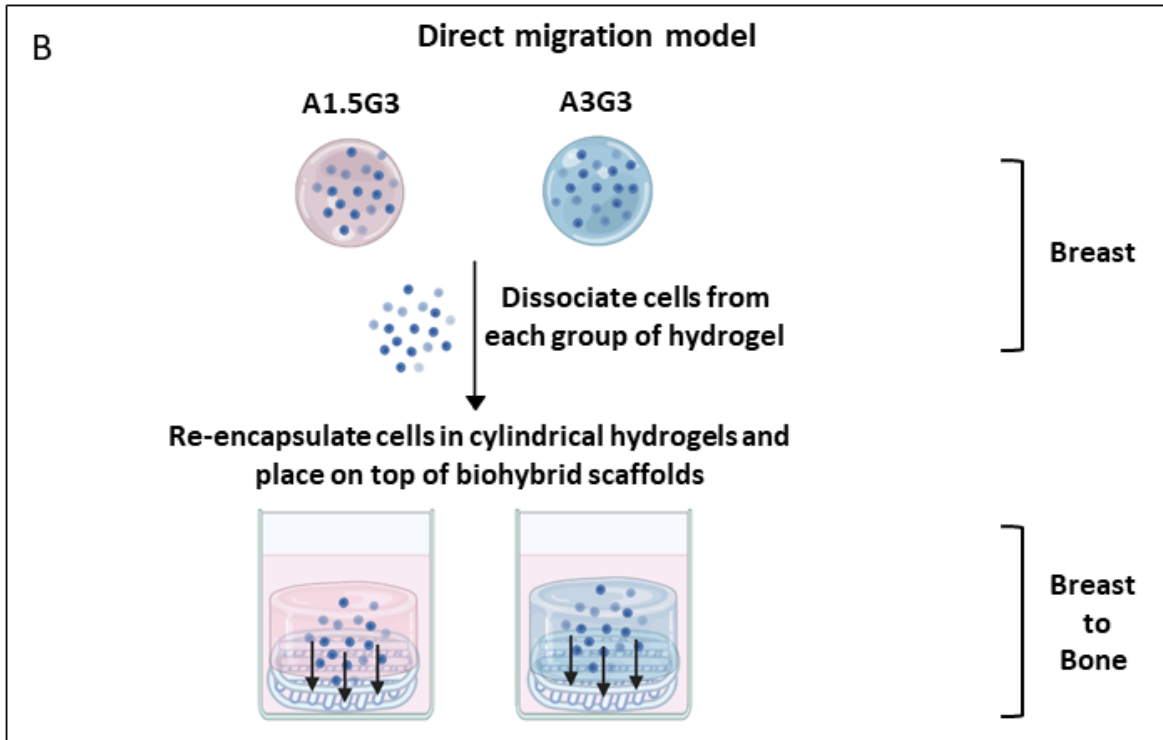 B
Direct migration model
A1.5G3
A3G3
Breast
Dissociate cells from
each group of hydrogel
Re-encapsulate cells in cylindrical hydrogels and
place on top of biohybrid scaffolds
Breast
to
Bone